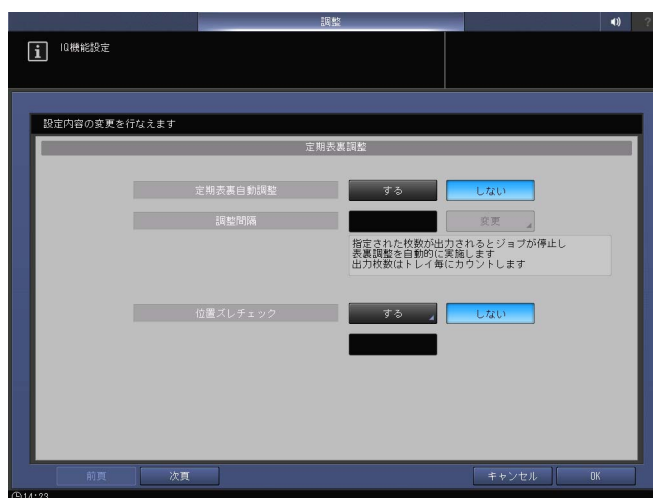 調整
?
i IQ機能設定
設定内容の変更を行なえます
定期表裏調整
定期表裏自動調整 する しない
調整間隔 変更
指定された枚数が出力されるとジョブが停止し
表裏調整を自動的に実施します
出力枚数はトレイ毎にカウントします
位置ズレチェック する しない
前頁 次頁 キャンセル OK
14:23